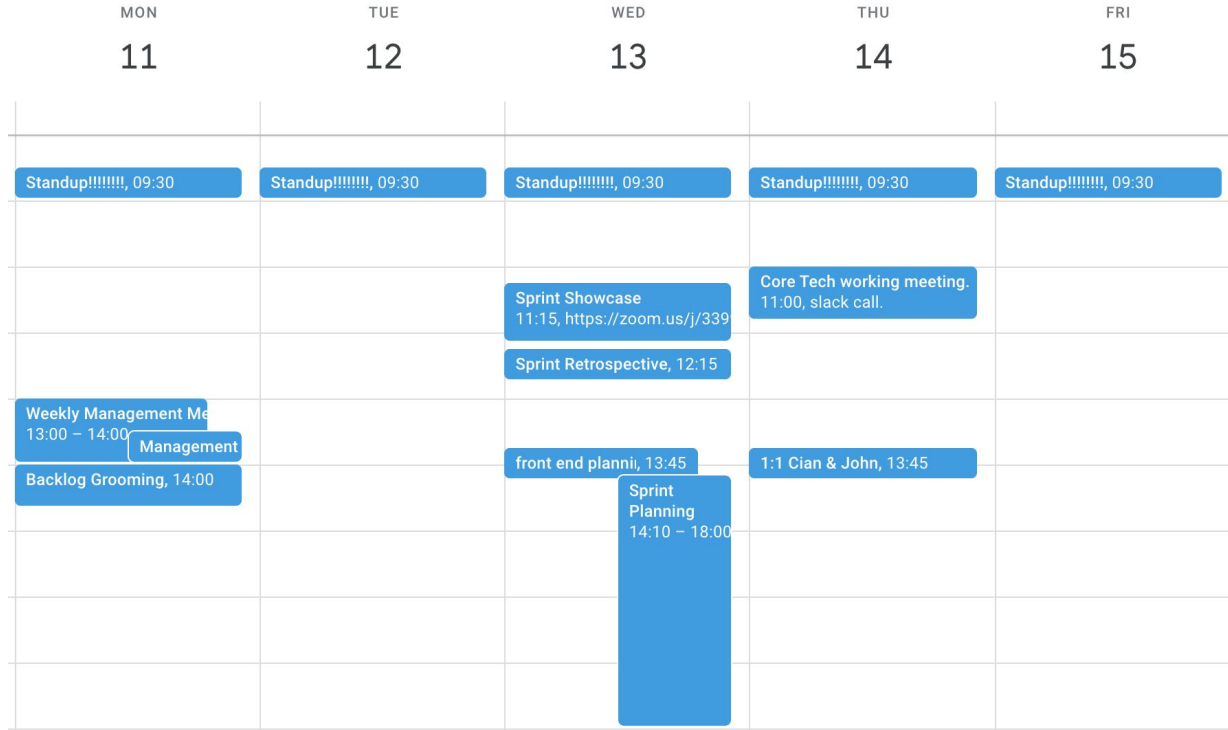 MON
11
TUE
12
WED
13
THU
14
FRI
15
Standup!!!!!!!!, 09:30
Standup!!!!!!!!, 09:30
Standup!!!!!!!!, 09:30
Standup!!!!!!!!, 09:30
Standup!!!!!!!!, 09:30
Weekly Management Me
13:00 – 14:00
Management
Backlog Grooming, 14:00
Sprint Showcase
11:15, https://zoom.us/j/339
Sprint Retrospective, 12:15
front end planni, 13:45
Sprint
Planning
14:10 – 18:00
Core Tech working meeting.
11:00, slack call.
1:1 Cian & John, 13:45